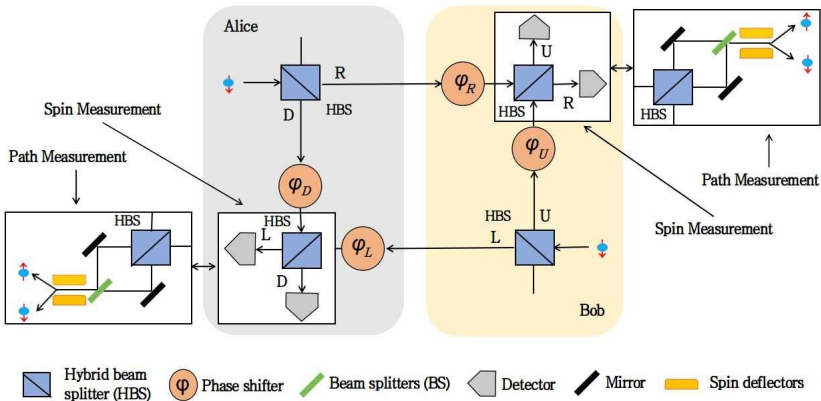 Alice
U
R
φR
HBS
R
D
HBS
Spin Measurement
HBS
Path Measurement
φD
φU
Path Measurement
HBS
HBS
L
D
φL
HBS
L
U
Spin Measurement
Bob
Hybrid beam
splitter (HBS)
φ
Phase shifter
Beam splitters (BS)
Detector
Mirror
Spin deflectors